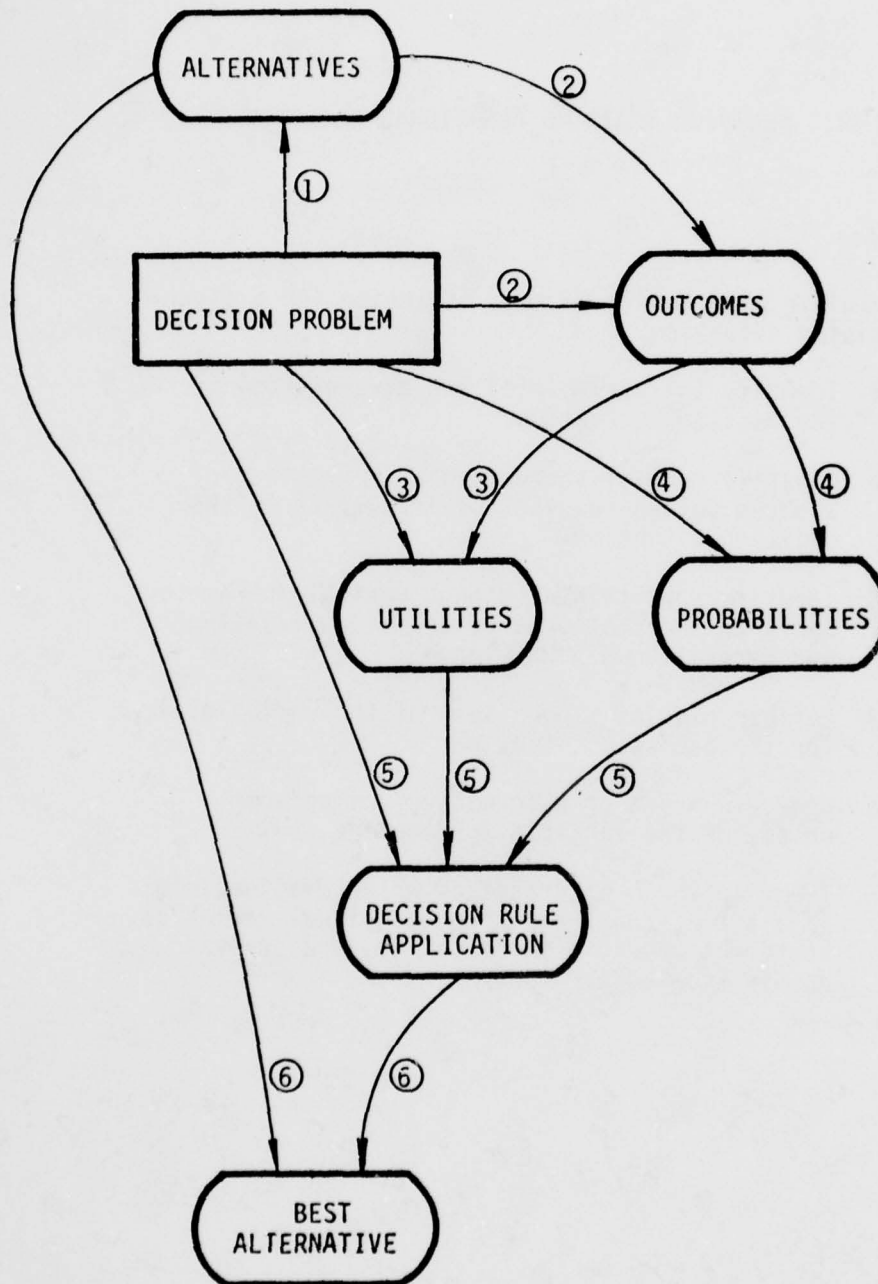 ALTERNATIVES
②
①
DECISION PROBLEM
②
OUTCOMES
③
③
④
④
UTILITIES
PROBABILITIES
⑤
⑤
⑤
DECISION RULE
APPLICATION
⑥
⑥
BEST
ALTERNATIVE